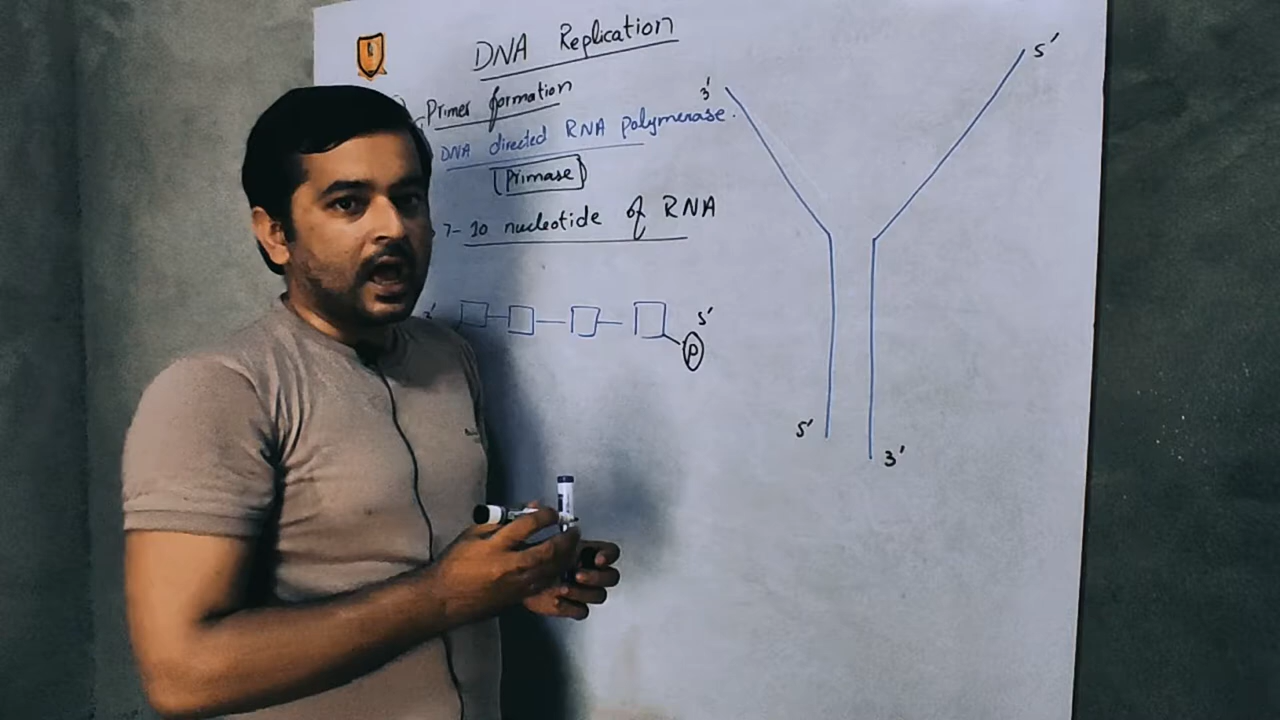 DNA Replication
Primer formation
DNA directed RNA polymerase.
Primase
7-10 nucleotide of RNA
3' 5'
P
3' 5'
5' 3'